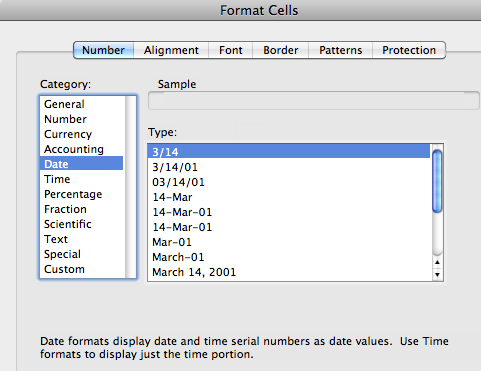 Format Cells
Number Alignment Font Border Patterns Protection
Category:
General
Number
Currency
Accounting
Date
Time
Percentage
Fraction
Scientific
Text
Special
Custom
Sample
Type:
3/14
3/14/01
03/14/01
14-Mar
14-Mar-01
14-Mar-01
Mar-01
March-01
March 14, 2001
Date formats display date and time serial numbers as date values.  Use Time
formats to display just the time portion.